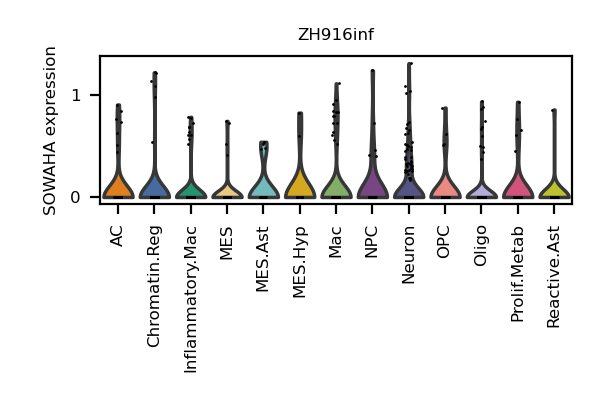 ZH916inf
SOWAHA expression
1
0
AC
Chromatin.Reg
Inflammatory.Mac
MES
MES.Ast
MES.Hyp
Mac
NPC
Neuron
OPC
Oligo
Prolif.Metab
Reactive.Ast